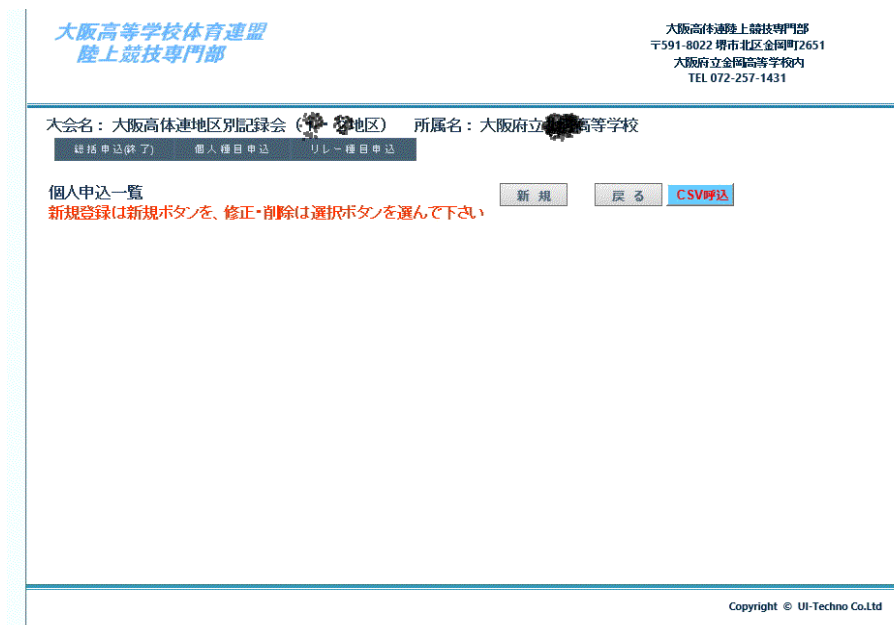 大阪高等学校体育連盟
陸上競技専門部
大阪高体連陸上競技専門部
〒591-8022 堺市北区金岡町2651
大阪府立金岡高等学校内
TEL 072-257-1431
大会名：大阪高体連地区別記録会（ 地区） 所属名：大阪府立 高等学校
総括申込(終了) 個人種目申込 リレー種目申込
個人申込一覧 新 規 戻 る CSV呼込
新規登録は新規ボタンを、修正・削除は選択ボタンを選んで下さい
Copyright © UI-Techno Co.Ltd